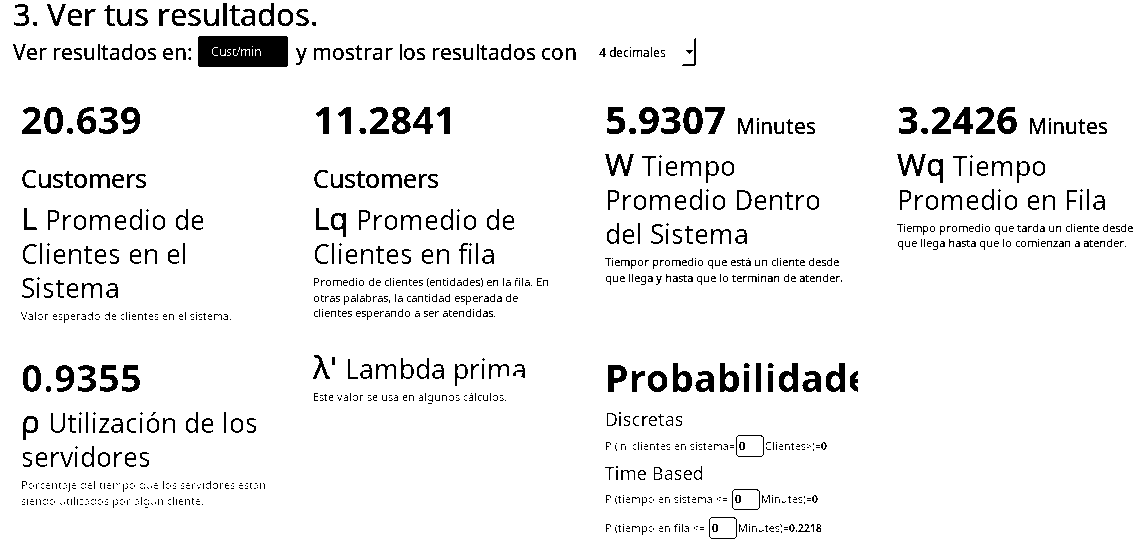 3. Ver tus resultados.
Ver resultados en: Cust/min y mostrar los resultados con 4 decimales
20.639
Customers
L Promedio de
Clientes en el
Sistema
Valor esperado de clientes en el sistema.
11.2841
Customers
Lq Promedio de
Clientes en fila
Promedio de clientes (entidades) en la fila. En
otras palabras, la cantidad esperada de
clientes esperando a ser atendidas.
5.9307 Minutes
W Tiempo
Promedio Dentro
del Sistema
Tiempor promedio que está un cliente desde
que llega y hasta que lo terminan de atender.
3.2426 Minutes
Wq Tiempo
Promedio en Fila
Tiempo promedio que tarda un cliente desde
que llega hasta que lo comienzan a atender.
0.9355
ρ Utilización de los
servidores
Porcentaje del tiempo que los servidores están
siendo utilizados por algún cliente.
λ' Lambda prima
Este valor se usa en algunos cálculos.
Probabilidade
Discretas
P ( n clientes en sistema= 0 Clientes)=0
Time Based
P (tiempo en sistema <= 0 Minutes)=0
P (tiempo en fila <= 0 Minutes)=0.2218